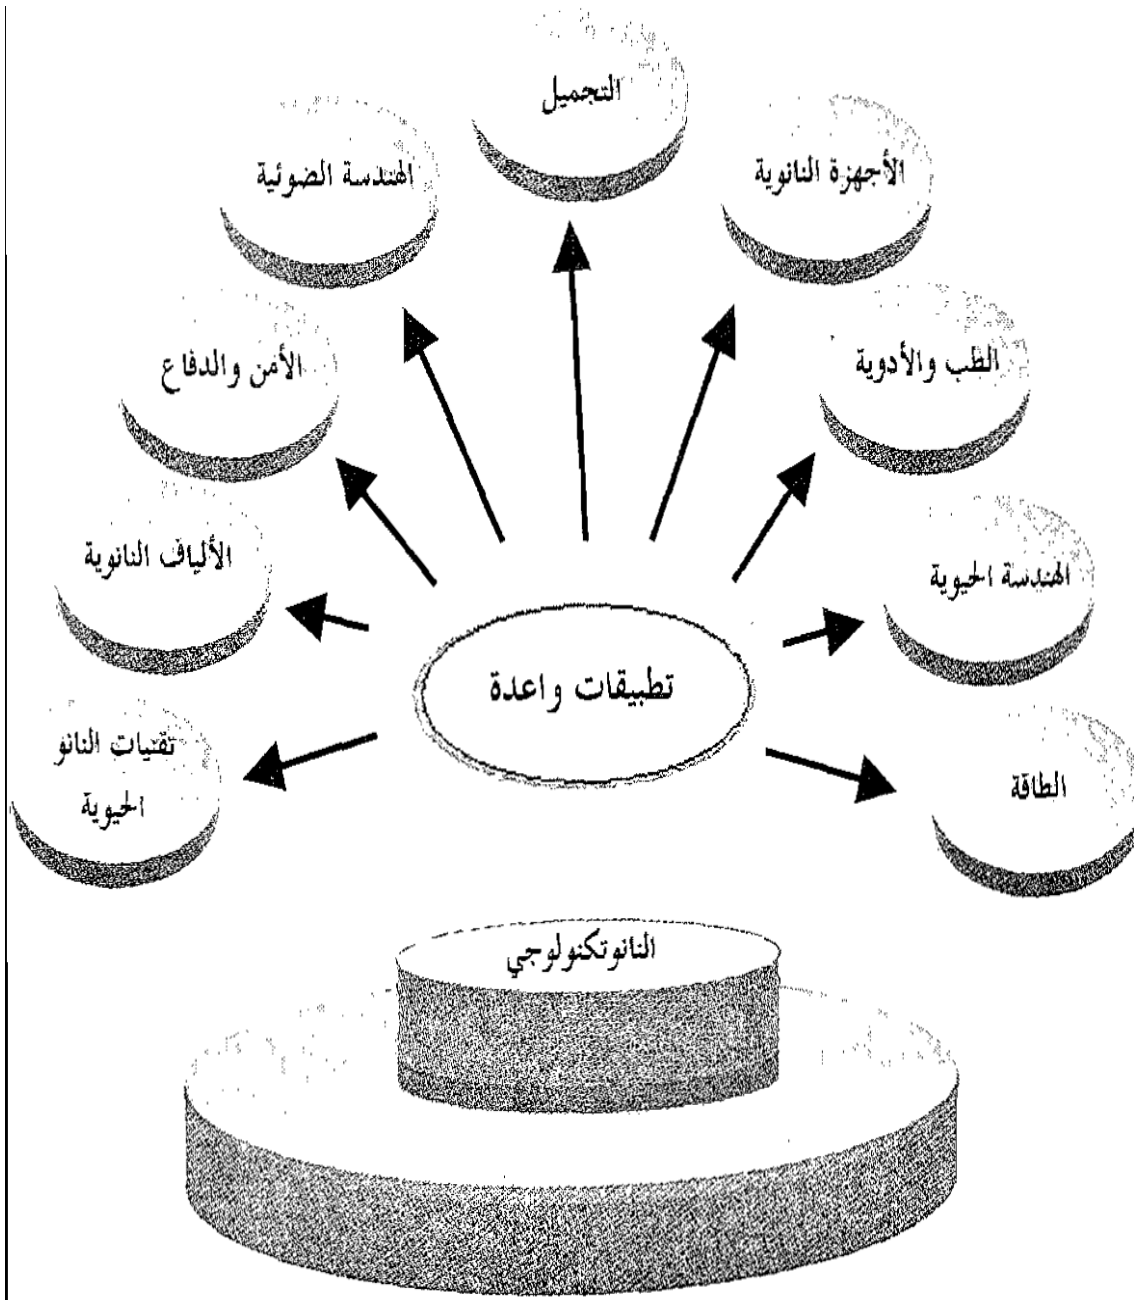 التجميل
الهندسة الضوئية
الأجهزة النانوية
الأمن والدفاع
الطب والأدوية
الألياف النانوية
الهندسة الحيوية
تطبيقات واعدة
تقنيات النانو
الحيوية
الطاقة
النانوتكنولوجي